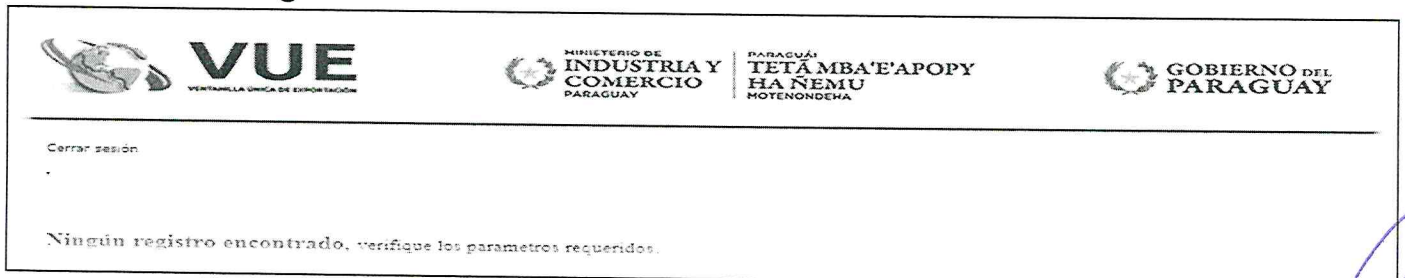 VUE
VENTANILLA ÚNICA DE EXPORTACIÓN
MINISTERIO DE
INDUSTRIA Y
COMERCIO
PARAGUAY
PARAGUÁI
TETÃ MBA'E'APOPY
HA ÑEMU
MOTENONDEHA
GOBIERNO DEL
PARAGUAY
Cerrar sesión
Ningún registro encontrado, verifique los parametros requeridos.